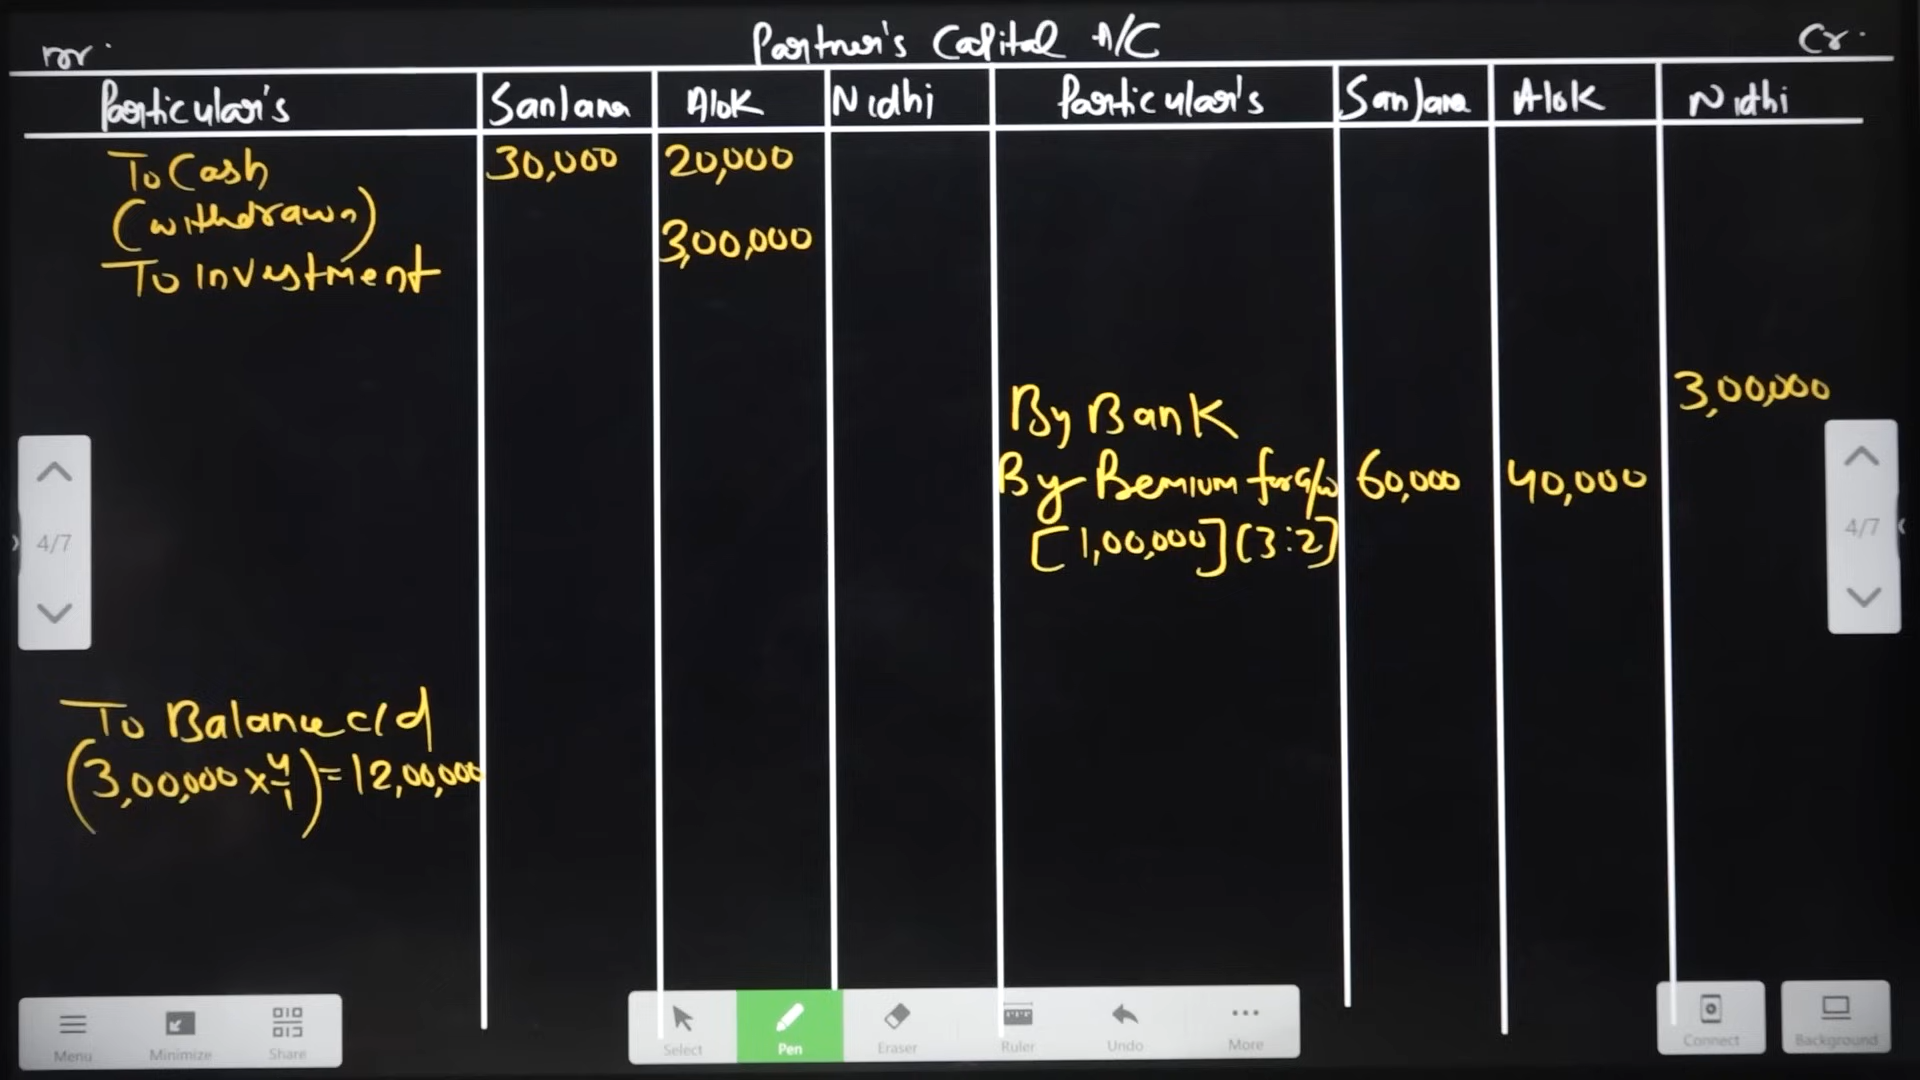 Partner's Capital A/C
Dr. Cr.
Particular's Sanjana Alok Nidhi Particular's Sanjana Alok Nidhi
To Cash 30,000 20,000
(withdrawn)
3,00,000
To Investment
3,00,000
By Bank
By Premium for G/W 60,000 40,000
[1,00,000] (3:2)
4/7
4/7
To Balance c/d
(3,00,000 x 4/1) = 12,00,000
Menu Minimize Share Select Pen Eraser Ruler Undo More Connect Background